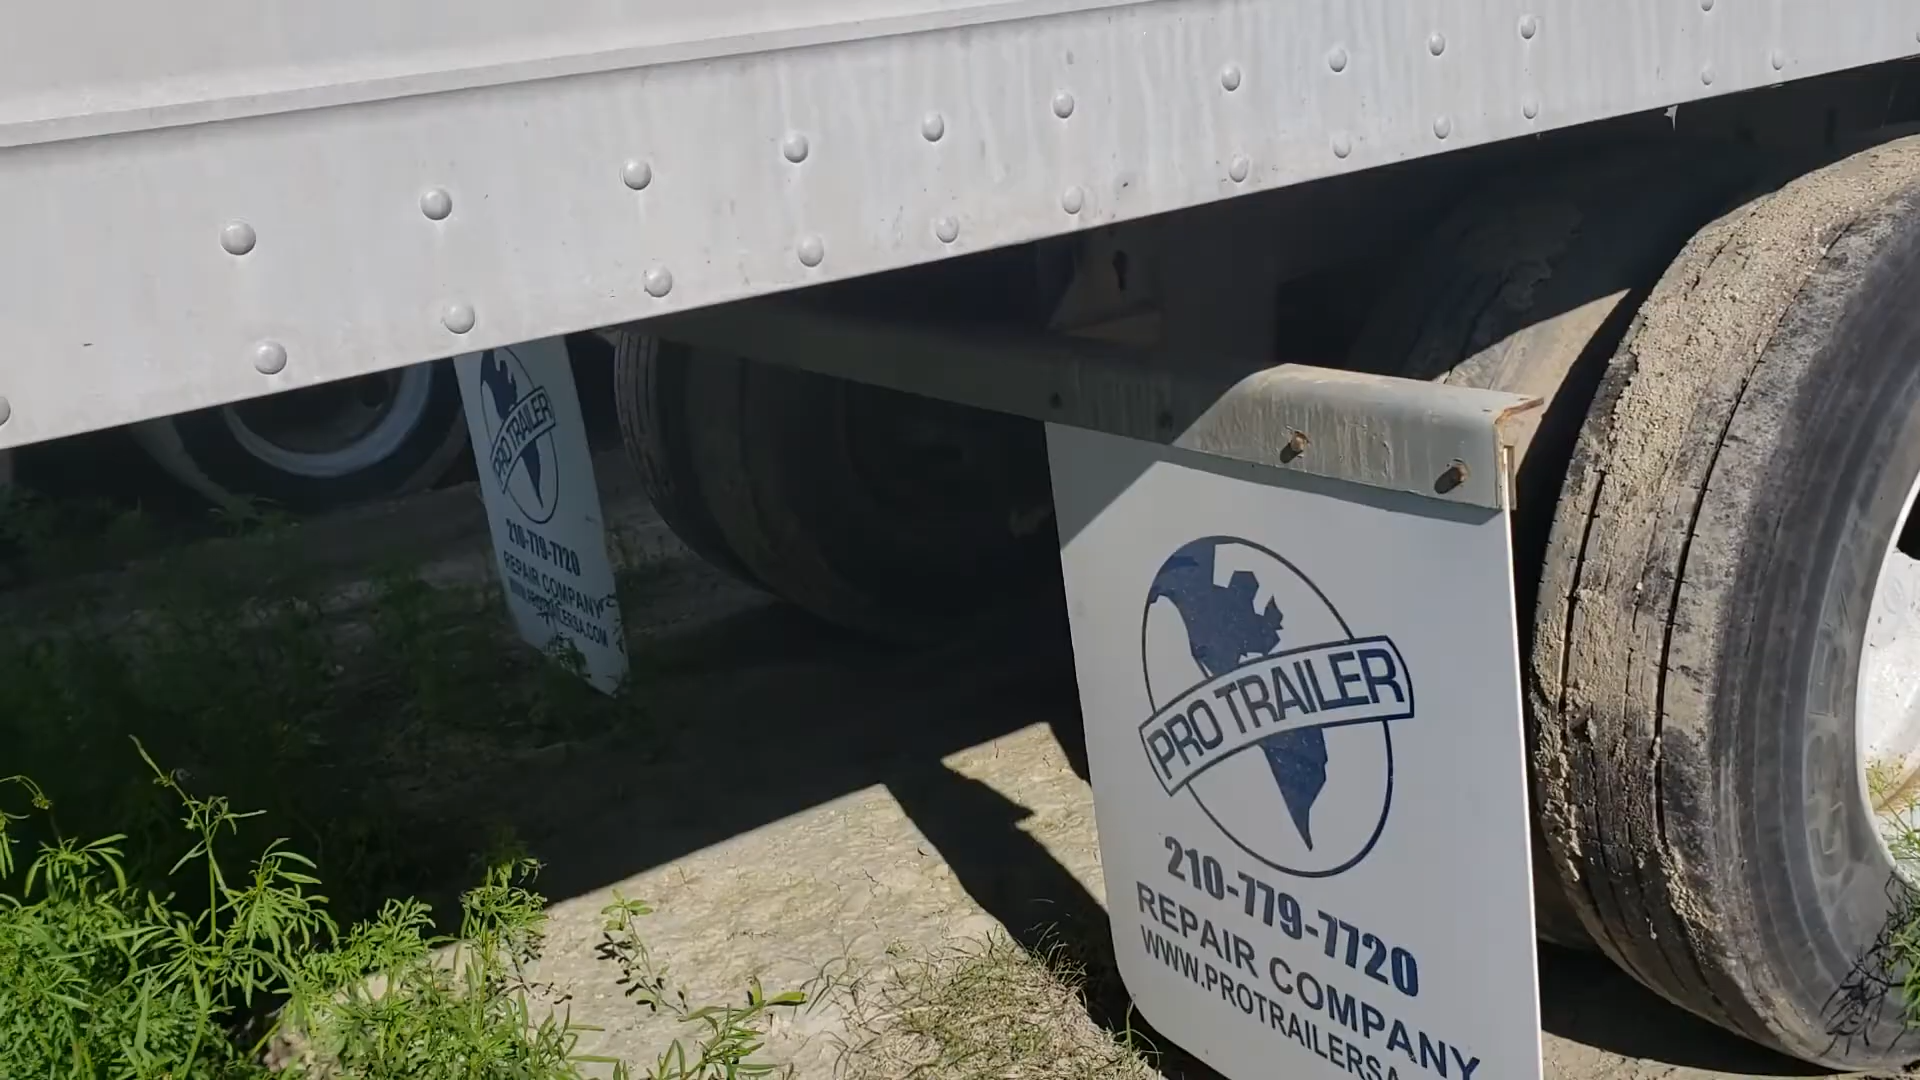 PRO TRAILER
210-779-7720
REPAIR COMPANY
WWW.PROTRAILERSA.COM
PRO TRAILER
210-779-7720
REPAIR COMPANY
WWW.PROTRAILERSA